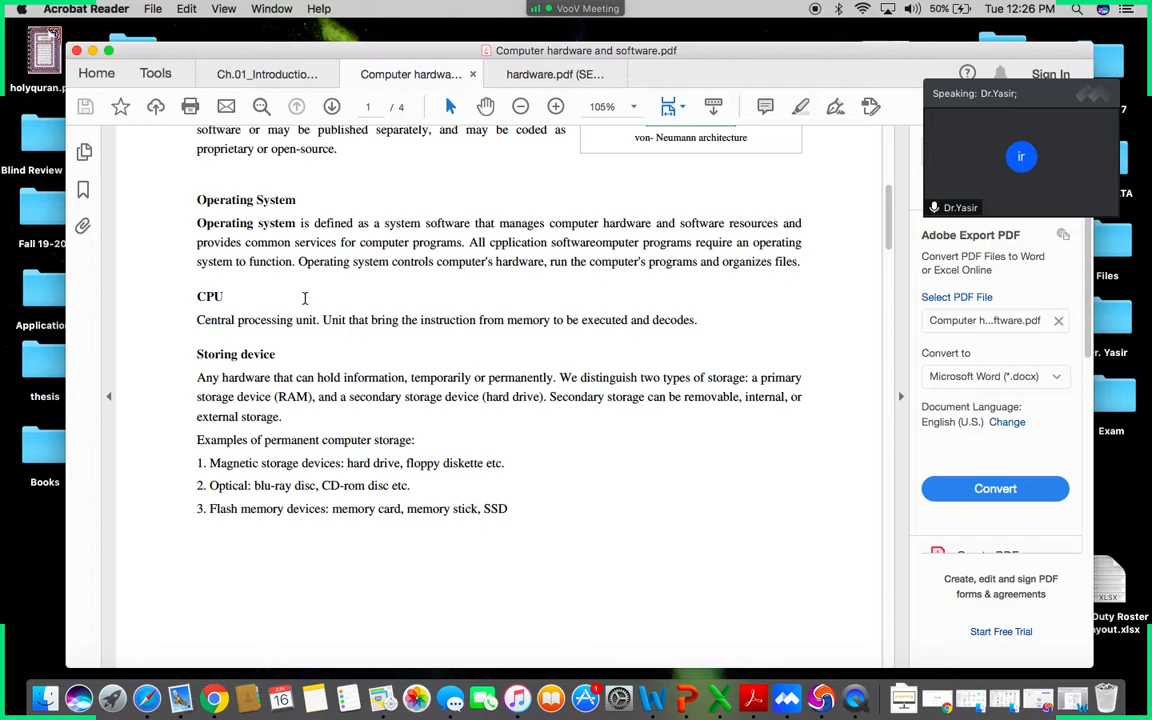 Acrobat Reader File Edit View Window Help
VooV Meeting
50% Tue 12:26 PM
Computer hardware and software.pdf
Home Tools Ch.01_Introductio... Computer hardwa... × hardware.pdf (SE... Sign In
1 / 4 105%
Speaking: Dr.Yasir;
ir
Dr.Yasir
software or may be published separately, and may be coded as
proprietary or open-source.
von- Neumann architecture
Operating System
Operating system is defined as a system software that manages computer hardware and software resources and
provides common services for computer programs. All cpplication softwareomputer programs require an operating
system to function. Operating system controls computer's hardware, run the computer's programs and organizes files.
CPU
Central processing unit. Unit that bring the instruction from memory to be executed and decodes.
Storing device
Any hardware that can hold information, temporarily or permanently. We distinguish two types of storage: a primary
storage device (RAM), and a secondary storage device (hard drive). Secondary storage can be removable, internal, or
external storage.
Examples of permanent computer storage:
1. Magnetic storage devices: hard drive, floppy diskette etc.
2. Optical: blu-ray disc, CD-rom disc etc.
3. Flash memory devices: memory card, memory stick, SSD
Adobe Export PDF
Convert PDF Files to Word
or Excel Online
Select PDF File
Computer h...ftware.pdf
Convert to
Microsoft Word (*.docx)
Document Language:
English (U.S.) Change
Convert
Create, edit and sign PDF
forms & agreements
Start Free Trial
holyquran.p
Blind Review
Fall 19-20
Application
thesis
Books
7
TA
Files
r. Yasir
Exam
XLSX
Duty Roster
ayout.xlsx
JUN
16
1